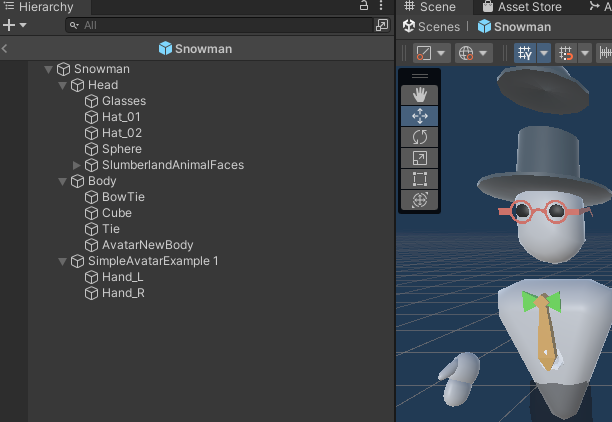 Hierarchy
All
Snowman
Snowman
Head
Glasses
Hat_01
Hat_02
Sphere
SlumberlandAnimalFaces
Body
BowTie
Cube
Tie
AvatarNewBody
SimpleAvatarExample 1
Hand_L
Hand_R
Scene
Asset Store
A
Scenes
Snowman
Y